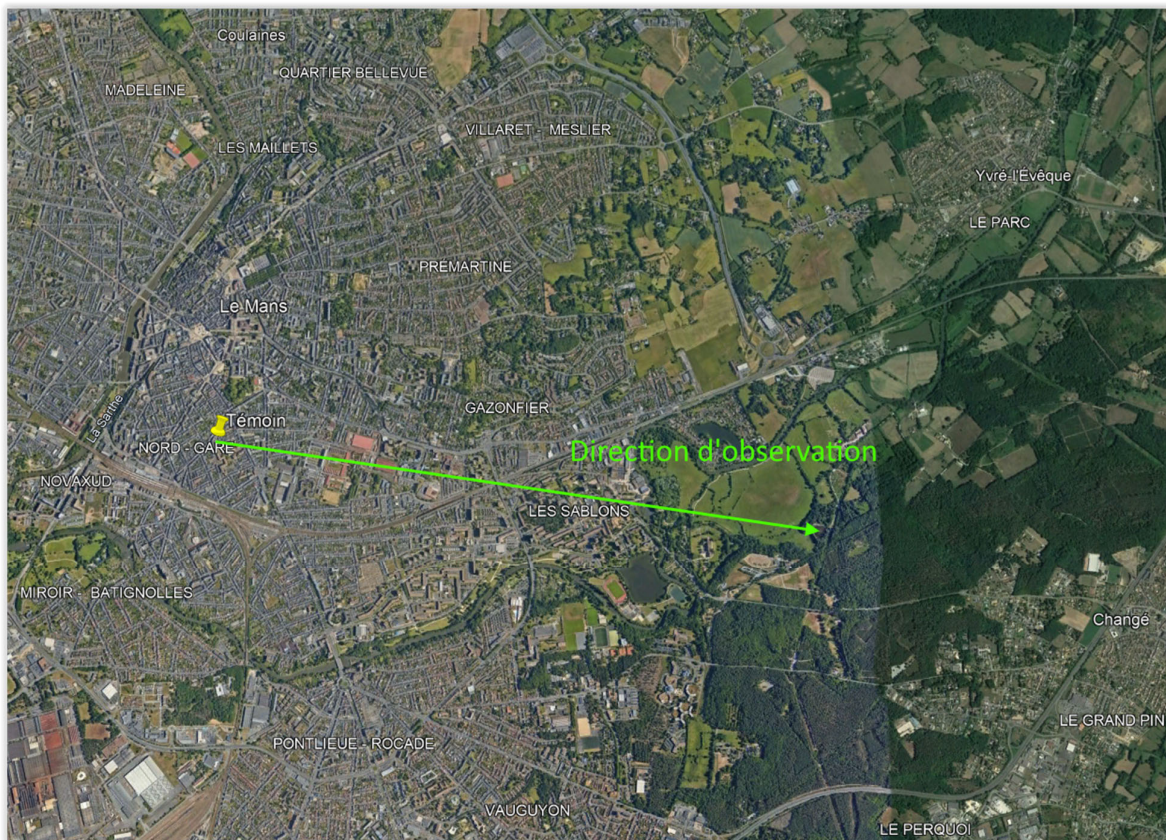 Coulaines
QUARTIER BELLEVUE
MADELEINE
VILLARET - MESLIER
LES MAILLETS
Yvré-l'Évêque
LE PARC
PREMARTINE
Le Mans
GAZONFIER
La Sarthe
Témoin
NORD - GARE
Direction d'observation
NOVAXUD
LES SABLONS
MIROIR - BATIGNOLLES
Changé
LE GRAND PIN
PONTLIEUE - ROCADE
VAUGUYON
LE PERQUOI